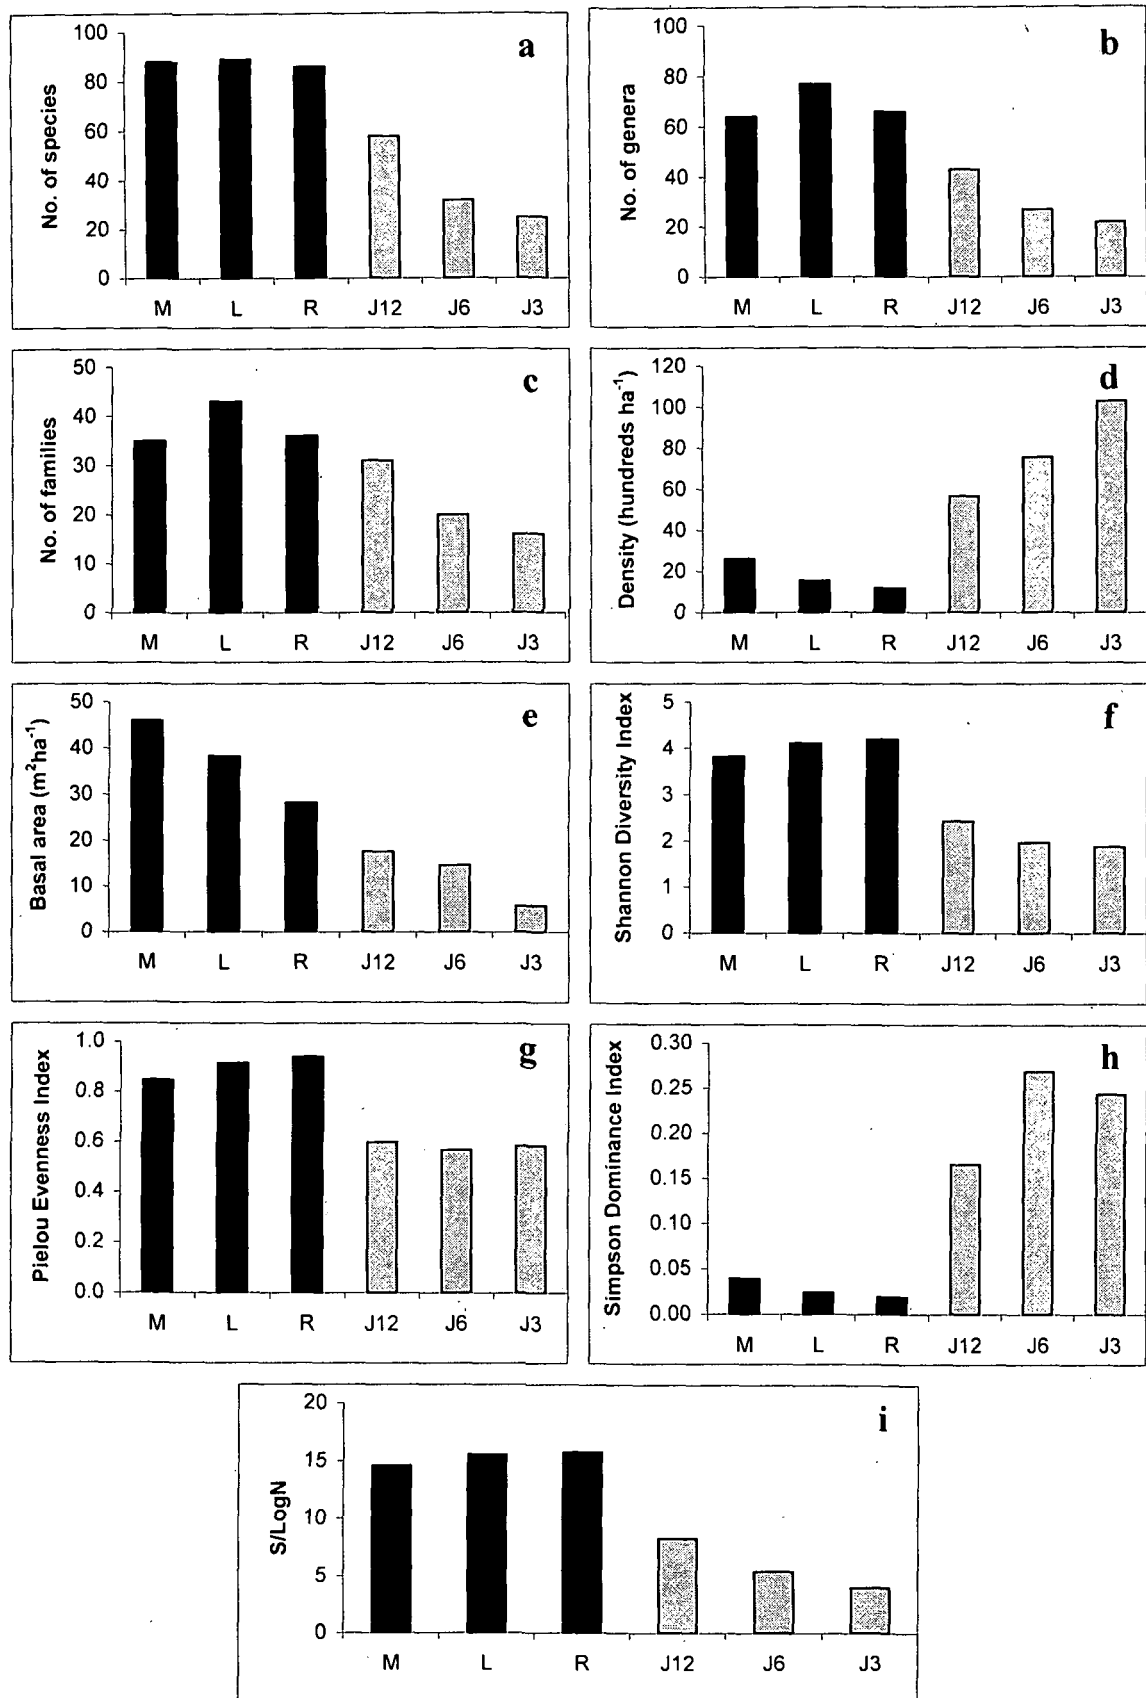 a
No. of species
100
80
60
40
20
0
M L R J12 J6 J3
b
No. of genera
100
80
60
40
20
0
M L R J12 J6 J3
c
No. of families
50
40
30
20
10
0
M L R J12 J6 J3
d
Density (hundreds ha⁻¹)
120
100
80
60
40
20
0
M L R J12 J6 J3
e
Basal area (m²ha⁻¹)
50
40
30
20
10
0
M L R J12 J6 J3
f
Shannon Diversity Index
5
4
3
2
1
0
M L R J12 J6 J3
g
Pielou Evenness Index
1.0
0.8
0.6
0.4
0.2
0.0
M L R J12 J6 J3
h
Simpson Dominance Index
0.30
0.25
0.20
0.15
0.10
0.05
0.00
M L R J12 J6 J3
i
S/LogN
20
15
10
5
0
M L R J12 J6 J3